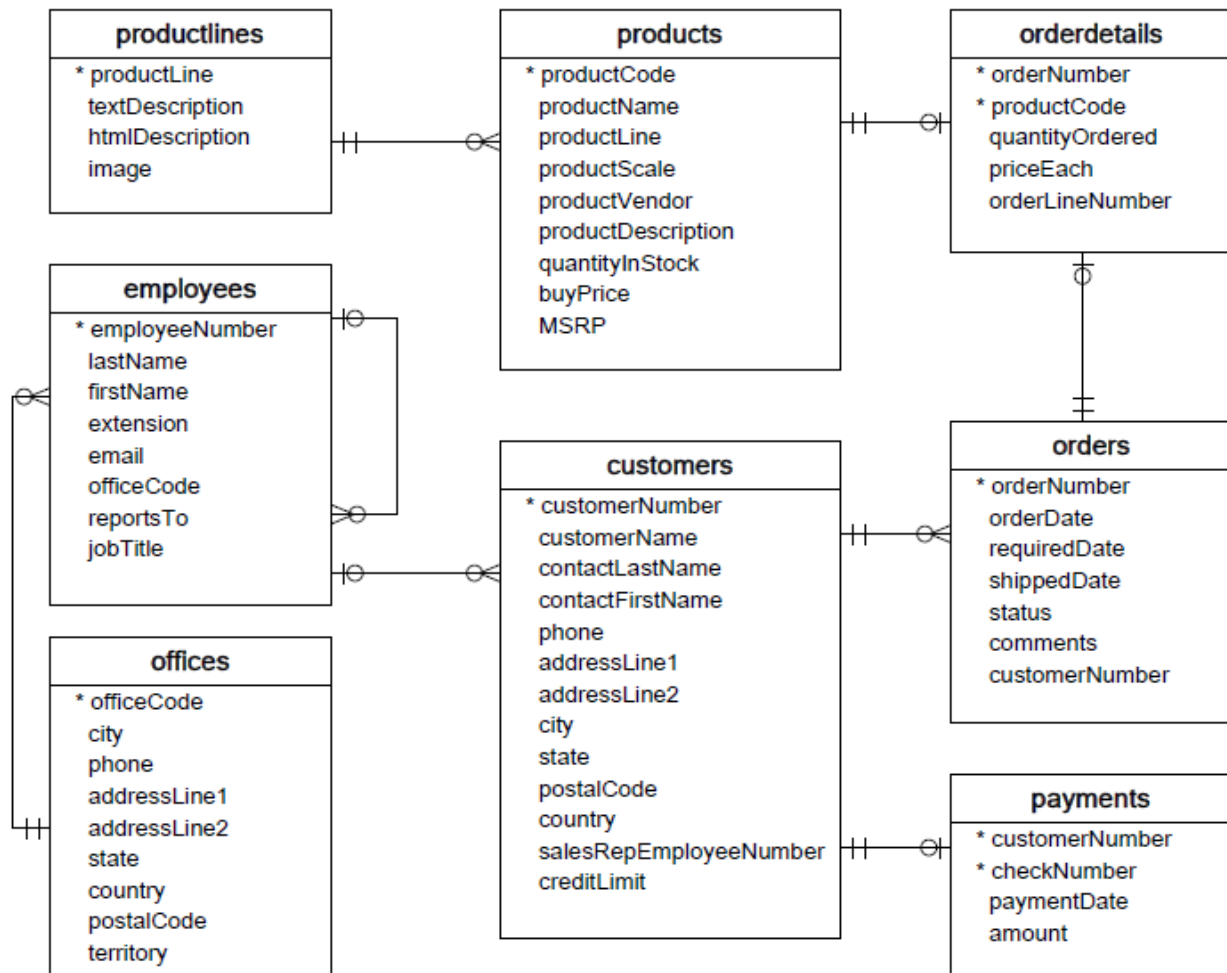 productlines
* productLine
textDescription
htmlDescription
image
products
* productCode
productName
productLine
productScale
productVendor
productDescription
quantityInStock
buyPrice
MSRP
orderdetails
* orderNumber
* productCode
quantityOrdered
priceEach
orderLineNumber
employees
* employeeNumber
lastName
firstName
extension
email
officeCode
reportsTo
jobTitle
customers
* customerNumber
customerName
contactLastName
contactFirstName
phone
addressLine1
addressLine2
city
state
postalCode
country
salesRepEmployeeNumber
creditLimit
orders
* orderNumber
orderDate
requiredDate
shippedDate
status
comments
customerNumber
offices
* officeCode
city
phone
addressLine1
addressLine2
state
country
postalCode
territory
payments
* customerNumber
* checkNumber
paymentDate
amount